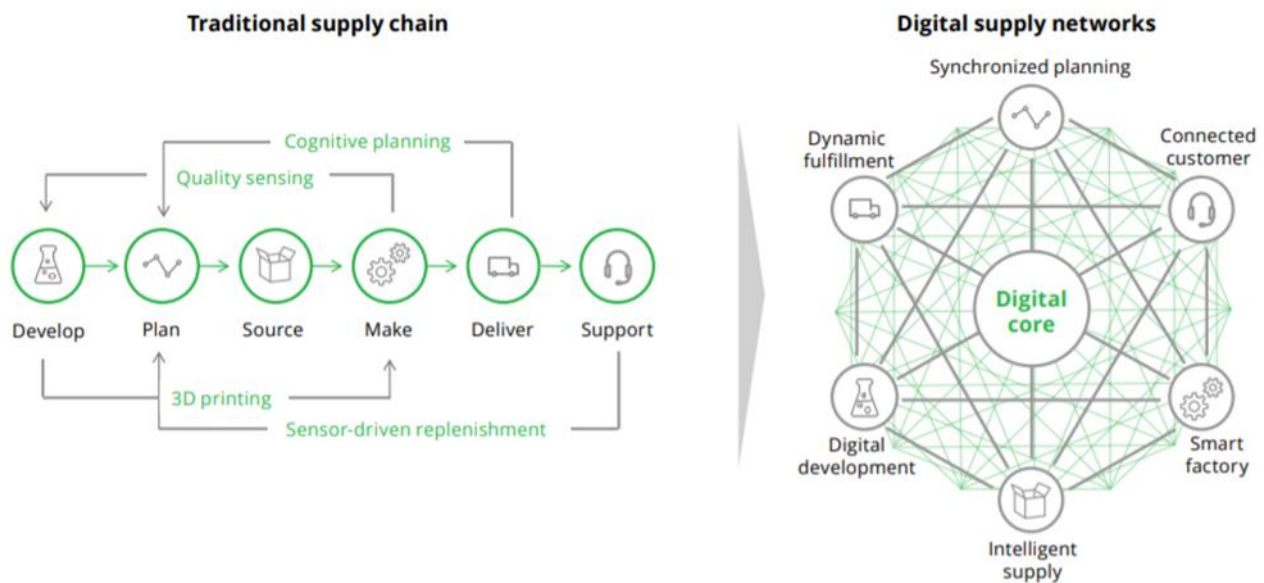 Traditional supply chain
Cognitive planning
Quality sensing
Develop
Plan
Source
Make
Deliver
Support
3D printing
Sensor-driven replenishment
Digital supply networks
Synchronized planning
Dynamic
fulfillment
Connected
customer
Digital
core
Digital
development
Smart
factory
Intelligent
supply